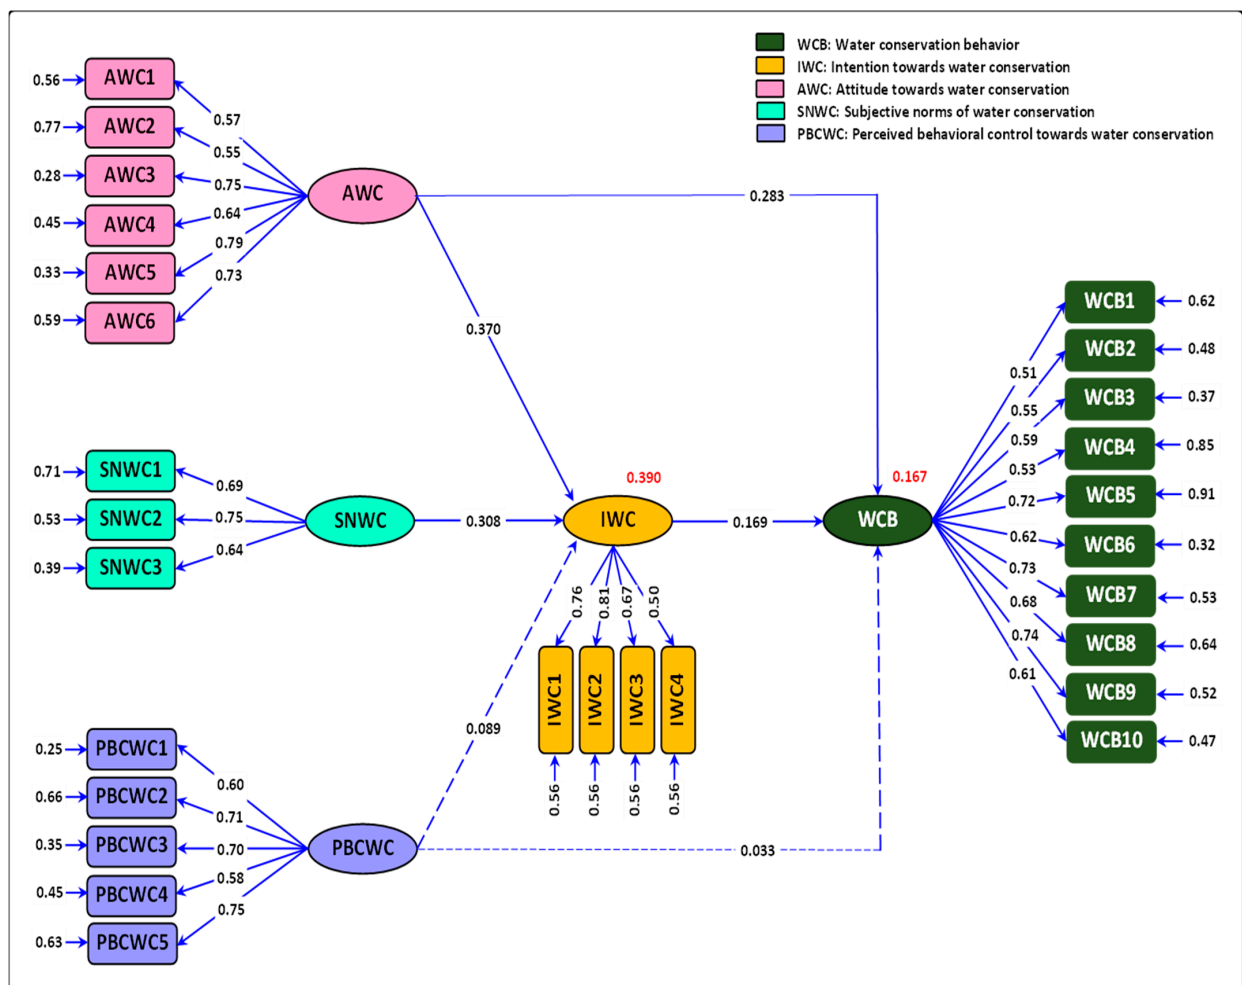 WCB: Water conservation behavior
IWC: Intention towards water conservation
AWC: Attitude towards water conservation
SNWC: Subjective norms of water conservation
PBCWC: Perceived behavioral control towards water conservation
0.56 AWC1
0.77 AWC2
0.28 AWC3
0.45 AWC4
0.33 AWC5
0.59 AWC6
0.57
0.55
0.75
0.64
0.79
0.73
AWC
0.283
0.370
0.71 SNWC1
0.53 SNWC2
0.39 SNWC3
0.69
0.75
0.64
SNWC
0.308
0.390
IWC
0.169
0.167
WCB
0.76
0.81
0.67
0.50
IWC1
IWC2
IWC3
IWC4
0.56
0.56
0.56
0.56
0.089
0.25 PBCWC1
0.66 PBCWC2
0.35 PBCWC3
0.45 PBCWC4
0.63 PBCWC5
0.60
0.71
0.70
0.58
0.75
PBCWC
0.033
0.51
0.55
0.59
0.53
0.72
0.62
0.73
0.68
0.74
0.61
WCB1 0.62
WCB2 0.48
WCB3 0.37
WCB4 0.85
WCB5 0.91
WCB6 0.32
WCB7 0.53
WCB8 0.64
WCB9 0.52
WCB10 0.47